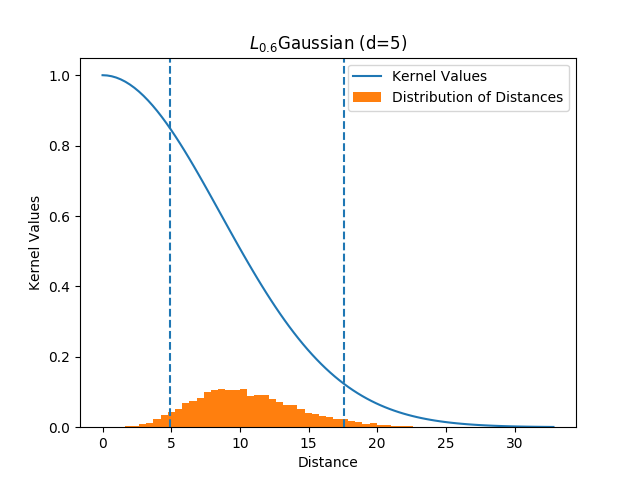 L0.6Gaussian (d=5)
Kernel Values
Distribution of Distances
1.0
0.8
0.6
0.4
0.2
0.0
Kernel Values
0 5 10 15 20 25 30
Distance